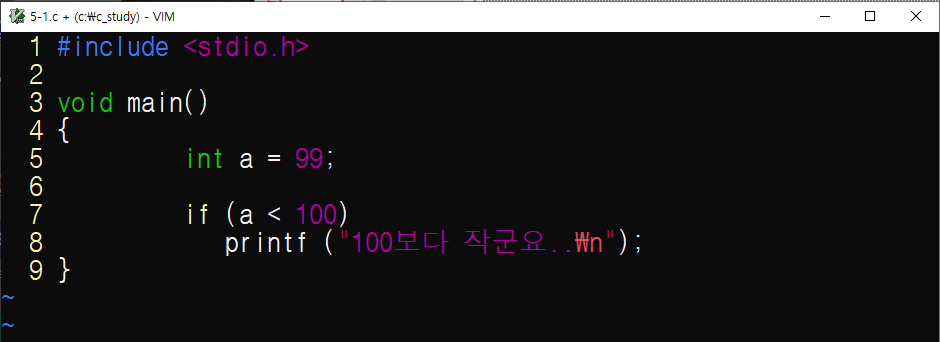 5-1.c + (c:₩c_study) - VIM
1 #include <stdio.h>
2
3 void main()
4 {
5 int a = 99;
6
7 if (a < 100)
8 printf ("100보다 작군요..₩n");
9 }
~
~